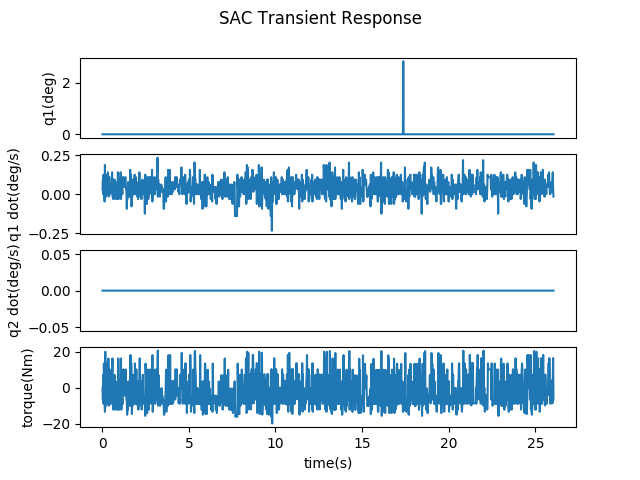 SAC Transient Response
q1(deg)
2
0
q1 dot(deg/s)
0.25
0.00
−0.25
q2 dot(deg/s)
0.05
0.00
−0.05
torque(Nm)
20
0
−20
0 5 10 15 20 25
time(s)